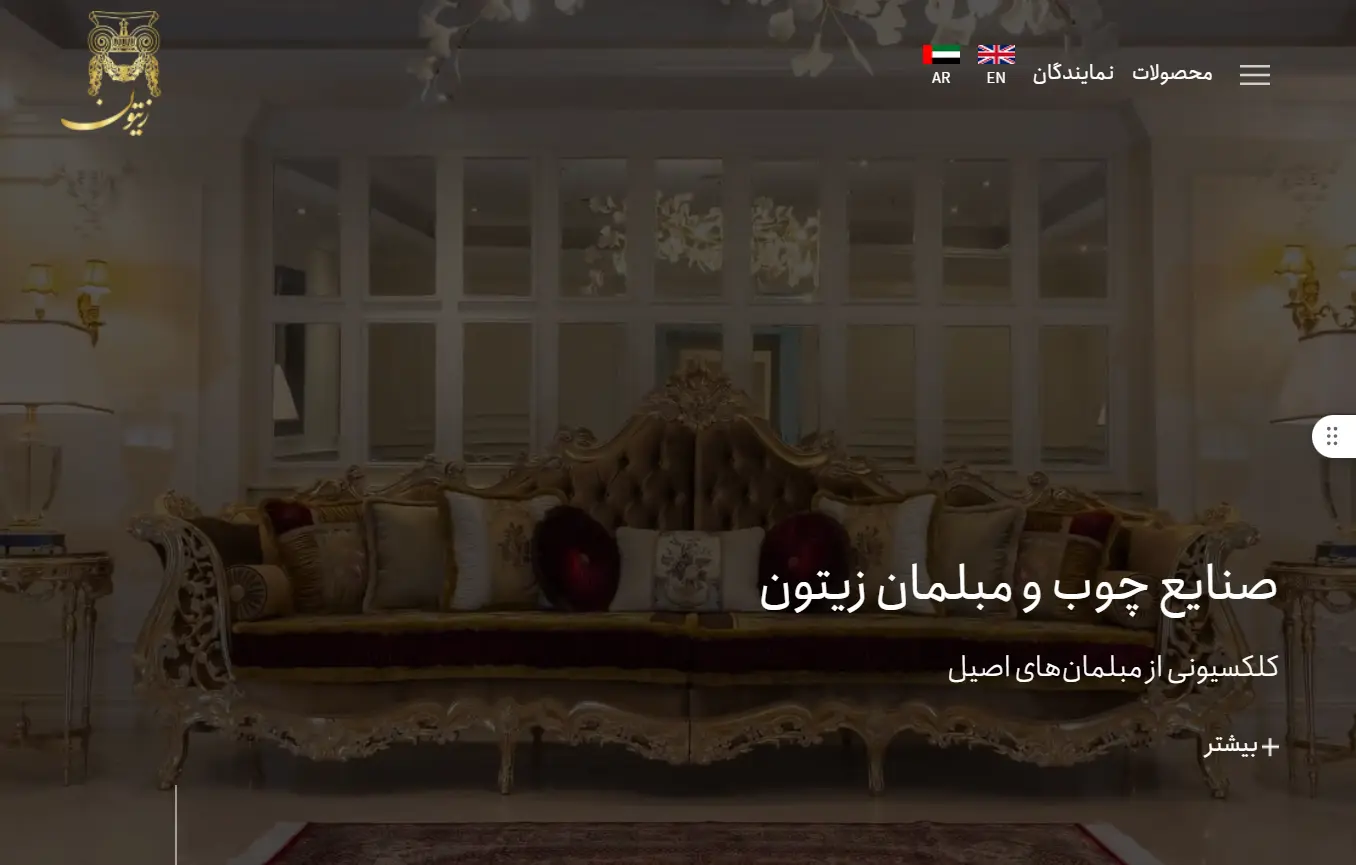 زیتون
محصولات
نمایندگان
EN
AR
صنایع چوب و مبلمان زیتون
کلکسیونی از مبلمان‌های اصیل
+ بیشتر